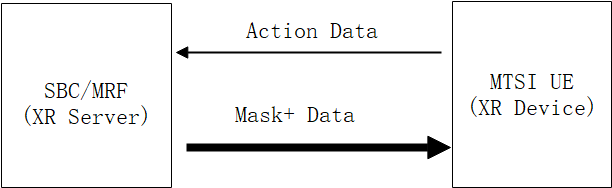 Action Data
SBC/MRF
(XR Server)
MTSI UE
(XR Device)
Mask+ Data